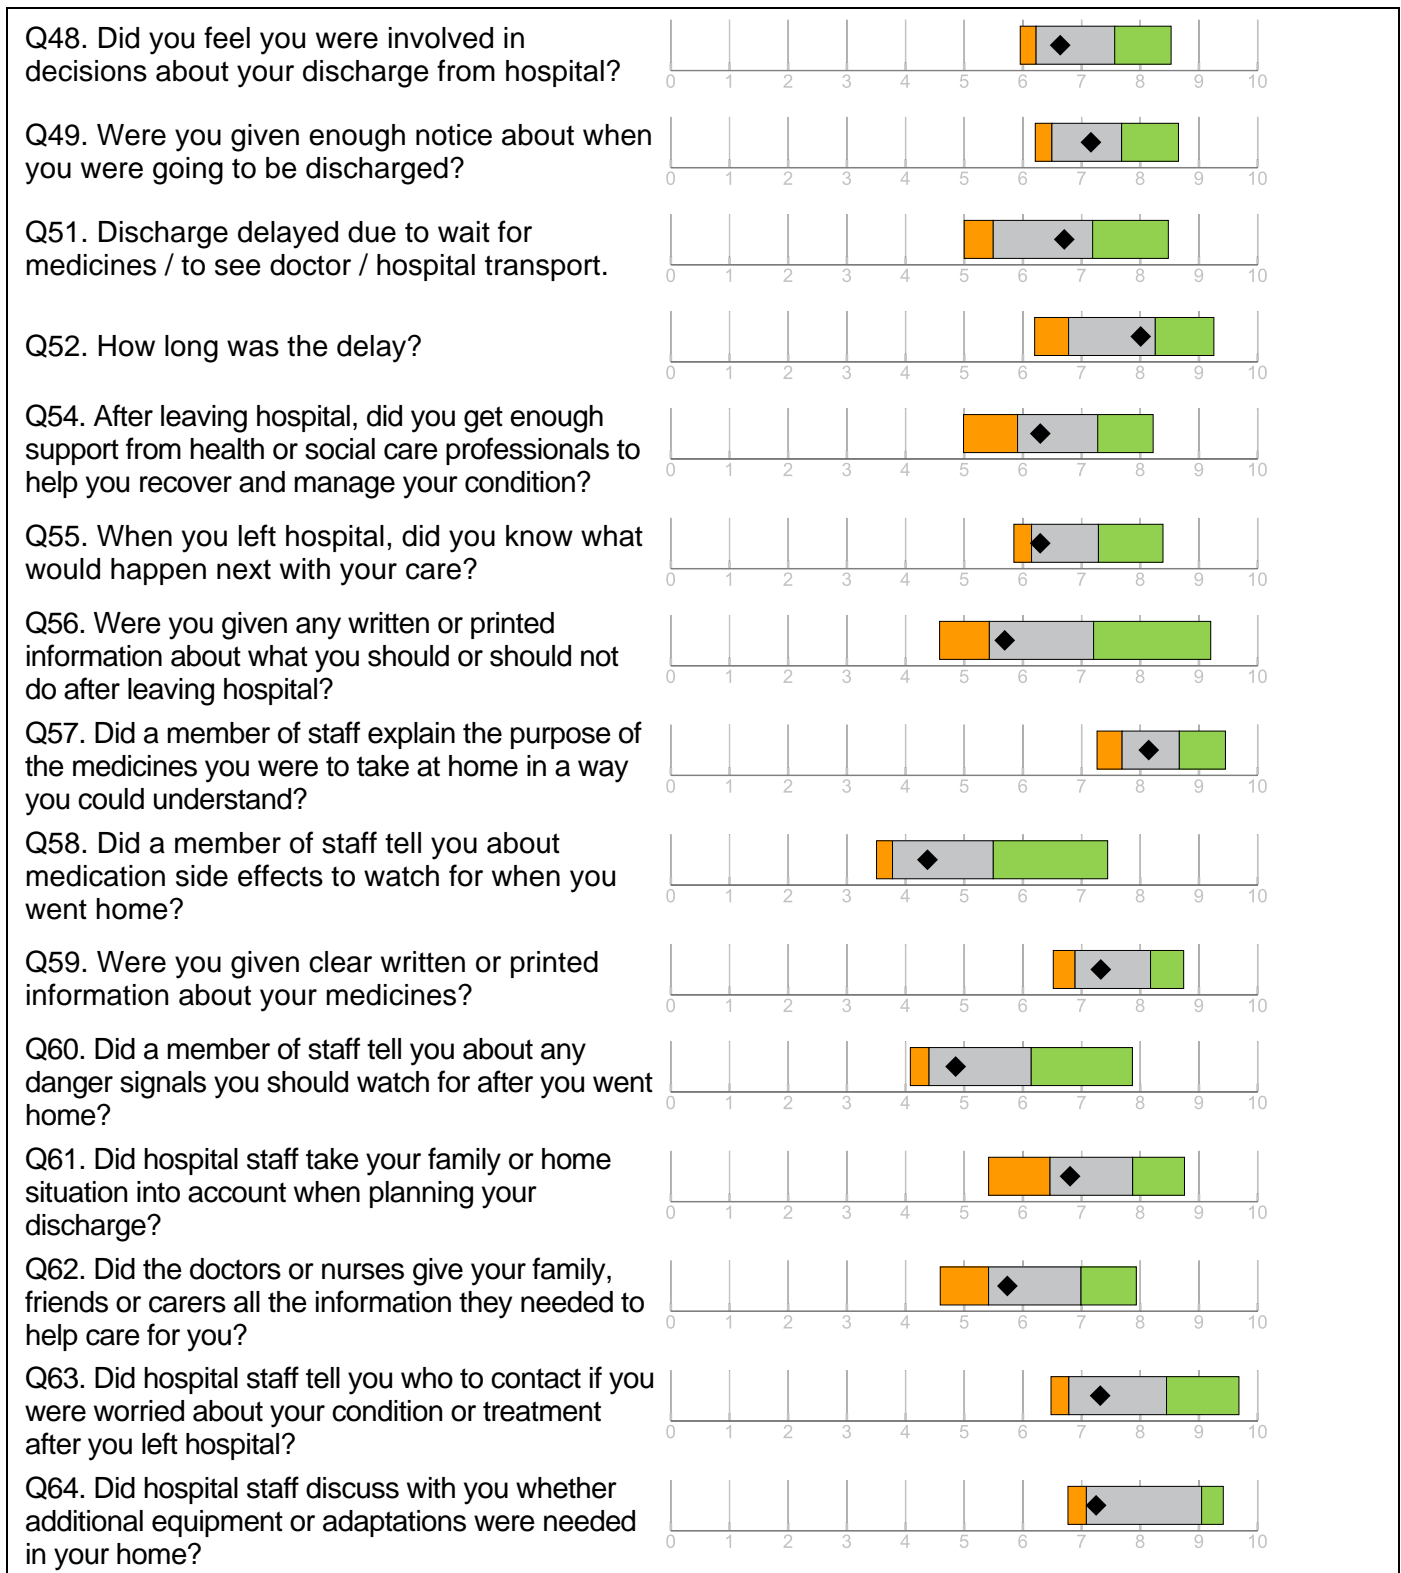 Q48. Did you feel you were involved in
decisions about your discharge from hospital?
0 1 2 3 4 5 6 7 8 9 10
Q49. Were you given enough notice about when
you were going to be discharged?
0 1 2 3 4 5 6 7 8 9 10
Q51. Discharge delayed due to wait for
medicines / to see doctor / hospital transport.
0 1 2 3 4 5 6 7 8 9 10
Q52. How long was the delay?
0 1 2 3 4 5 6 7 8 9 10
Q54. After leaving hospital, did you get enough
support from health or social care professionals to
help you recover and manage your condition?
0 1 2 3 4 5 6 7 8 9 10
Q55. When you left hospital, did you know what
would happen next with your care?
0 1 2 3 4 5 6 7 8 9 10
Q56. Were you given any written or printed
information about what you should or should not
do after leaving hospital?
0 1 2 3 4 5 6 7 8 9 10
Q57. Did a member of staff explain the purpose of
the medicines you were to take at home in a way
you could understand?
0 1 2 3 4 5 6 7 8 9 10
Q58. Did a member of staff tell you about
medication side effects to watch for when you
went home?
0 1 2 3 4 5 6 7 8 9 10
Q59. Were you given clear written or printed
information about your medicines?
0 1 2 3 4 5 6 7 8 9 10
Q60. Did a member of staff tell you about any
danger signals you should watch for after you went
home?
0 1 2 3 4 5 6 7 8 9 10
Q61. Did hospital staff take your family or home
situation into account when planning your
discharge?
0 1 2 3 4 5 6 7 8 9 10
Q62. Did the doctors or nurses give your family,
friends or carers all the information they needed to
help care for you?
0 1 2 3 4 5 6 7 8 9 10
Q63. Did hospital staff tell you who to contact if you
were worried about your condition or treatment
after you left hospital?
0 1 2 3 4 5 6 7 8 9 10
Q64. Did hospital staff discuss with you whether
additional equipment or adaptations were needed
in your home?
0 1 2 3 4 5 6 7 8 9 10